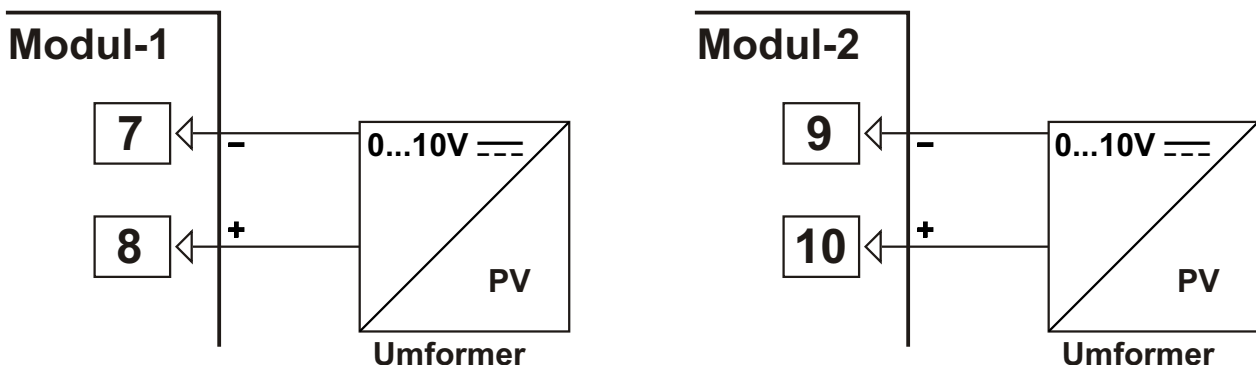 Modul-1
7
-
0...10V
8
+
PV
Umformer
Modul-2
9
-
0...10V
10
+
PV
Umformer